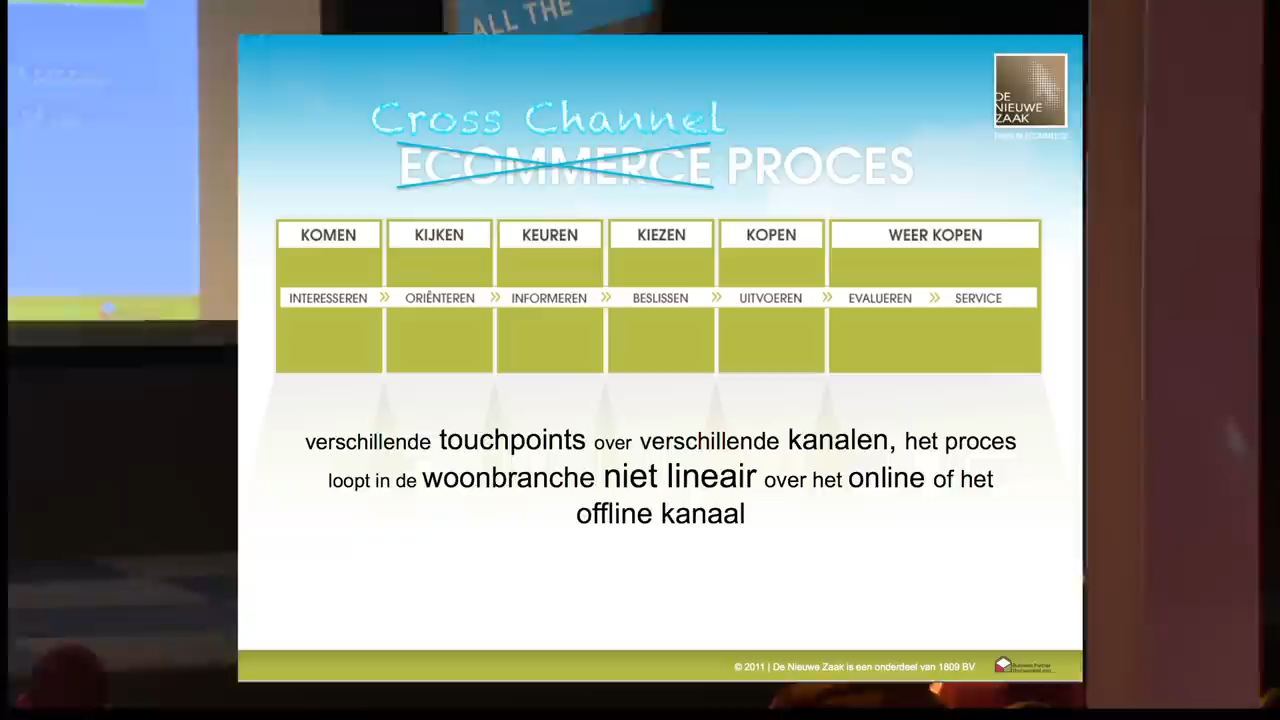 ALL THE
DE
NIEUWE
ZAAK
Cross Channel
ECOMMERCE PROCES
KOMEN KIJKEN KEUREN KIEZEN KOPEN WEER KOPEN
INTERESSEREN » ORIËNTEREN » INFORMEREN » BESLISSEN » UITVOEREN » EVALUEREN » SERVICE
verschillende touchpoints over verschillende kanalen, het proces
loopt in de woonbranche niet lineair over het online of het
offline kanaal
© 2011 | De Nieuwe Zaak is een onderdeel van 1809 BV